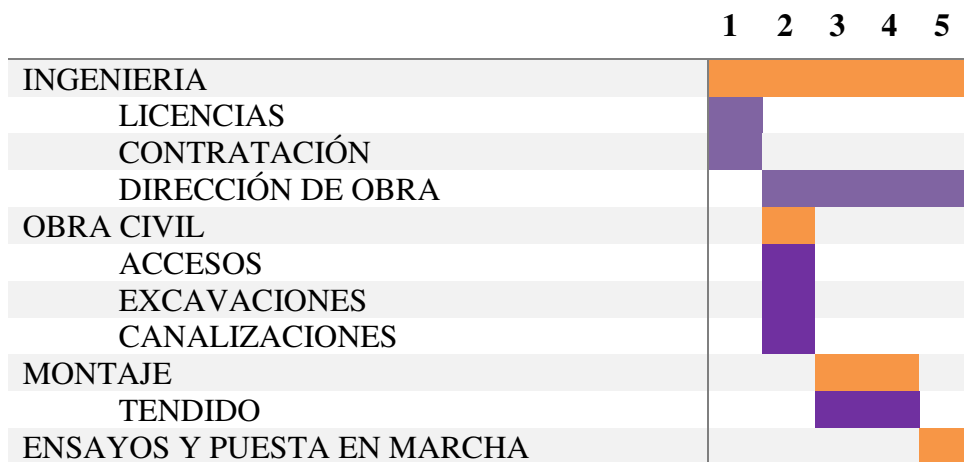 1 2 3 4 5
INGENIERIA
LICENCIAS
CONTRATACIÓN
DIRECCIÓN DE OBRA
OBRA CIVIL
ACCESOS
EXCAVACIONES
CANALIZACIONES
MONTAJE
TENDIDO
ENSAYOS Y PUESTA EN MARCHA